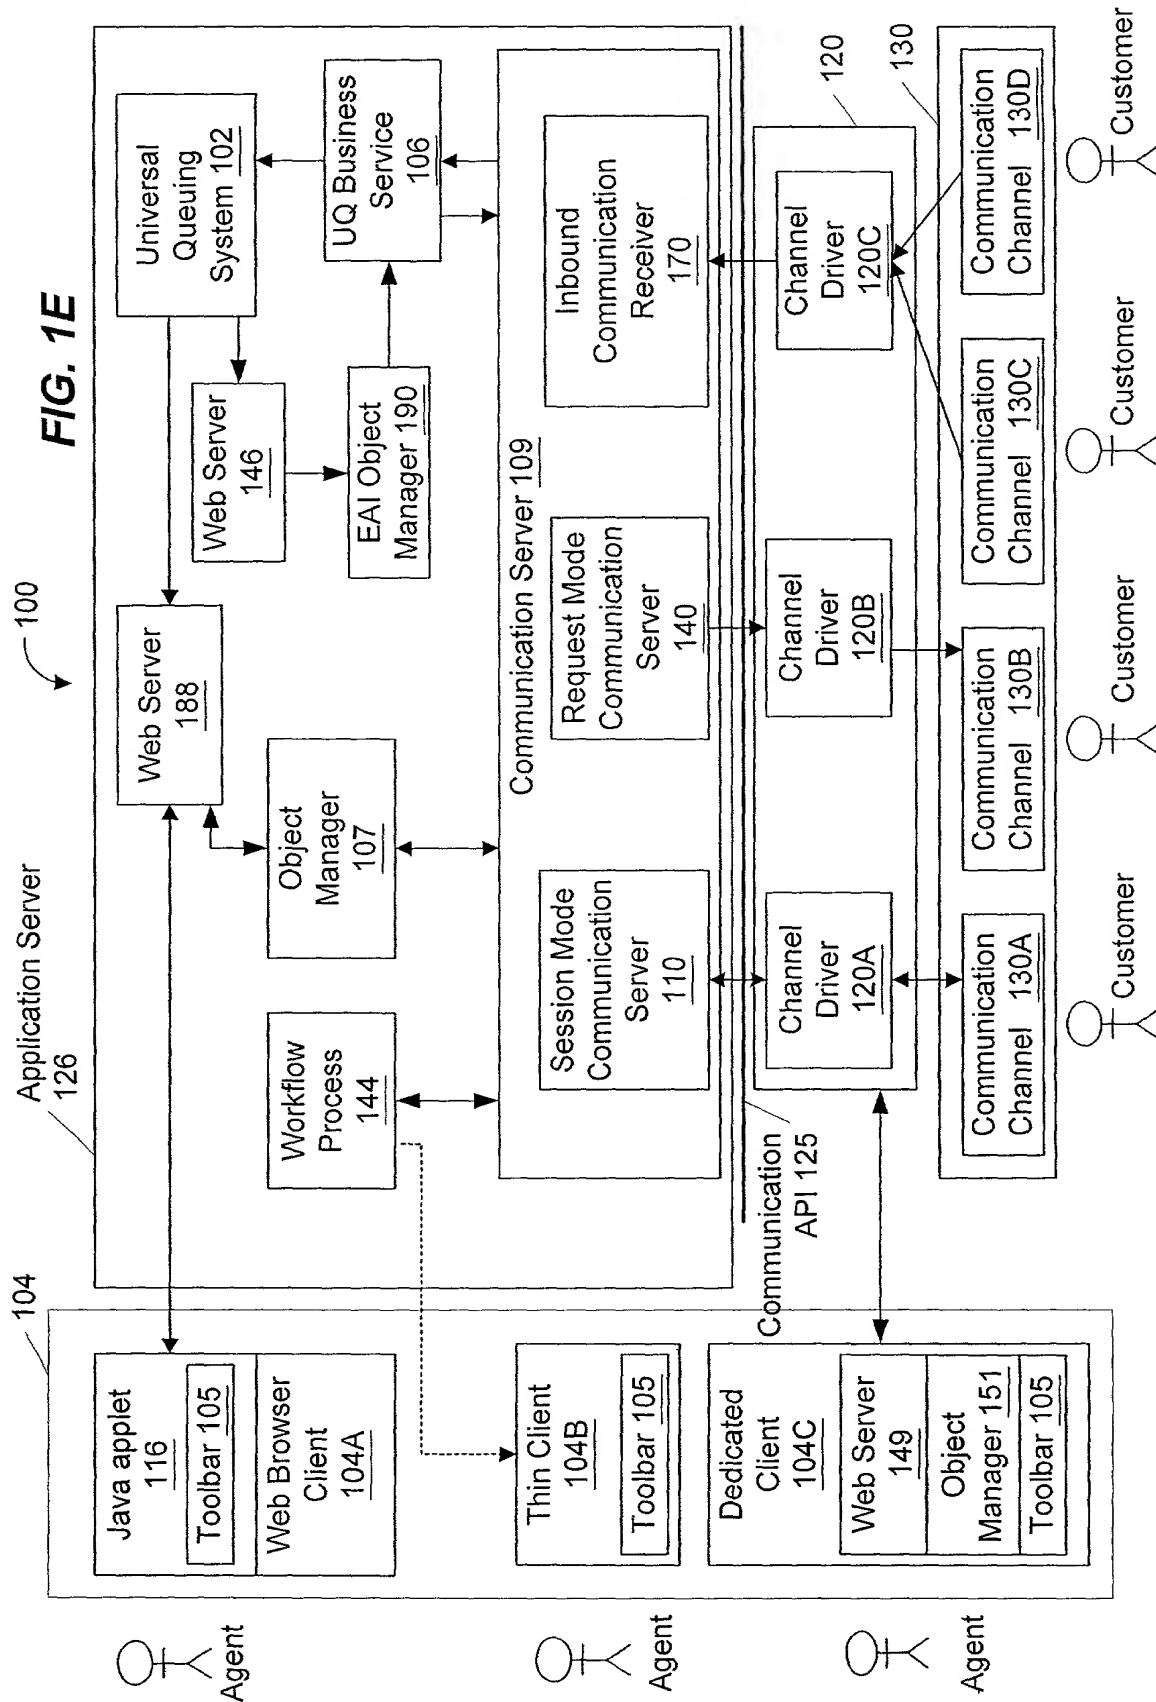 FIG. 1E
100
Application Server
126
104
Java applet
116
Toolbar 105
Web Browser
Client
104A
Thin Client
104B
Toolbar 105
Dedicated
Client
104C
Web Server
149
Object
Manager 151
Toolbar 105
Agent
Agent
Agent
Web Server
188
Universal
Queuing
System 102
Web Server
146
EAI Object
Manager 190
UQ Business
Service
106
Object
Manager
107
Workflow
Process
144
Communication Server 109
Session Mode
Communication
Server
110
Request Mode
Communication
Server
140
Inbound
Communication
Receiver
170
Communication
API 125
120
Channel
Driver
120A
Channel
Driver
120B
Channel
Driver
120C
130
Communication
Channel 130A
Communication
Channel 130B
Communication
Channel 130C
Communication
Channel 130D
Customer
Customer
Customer
Customer